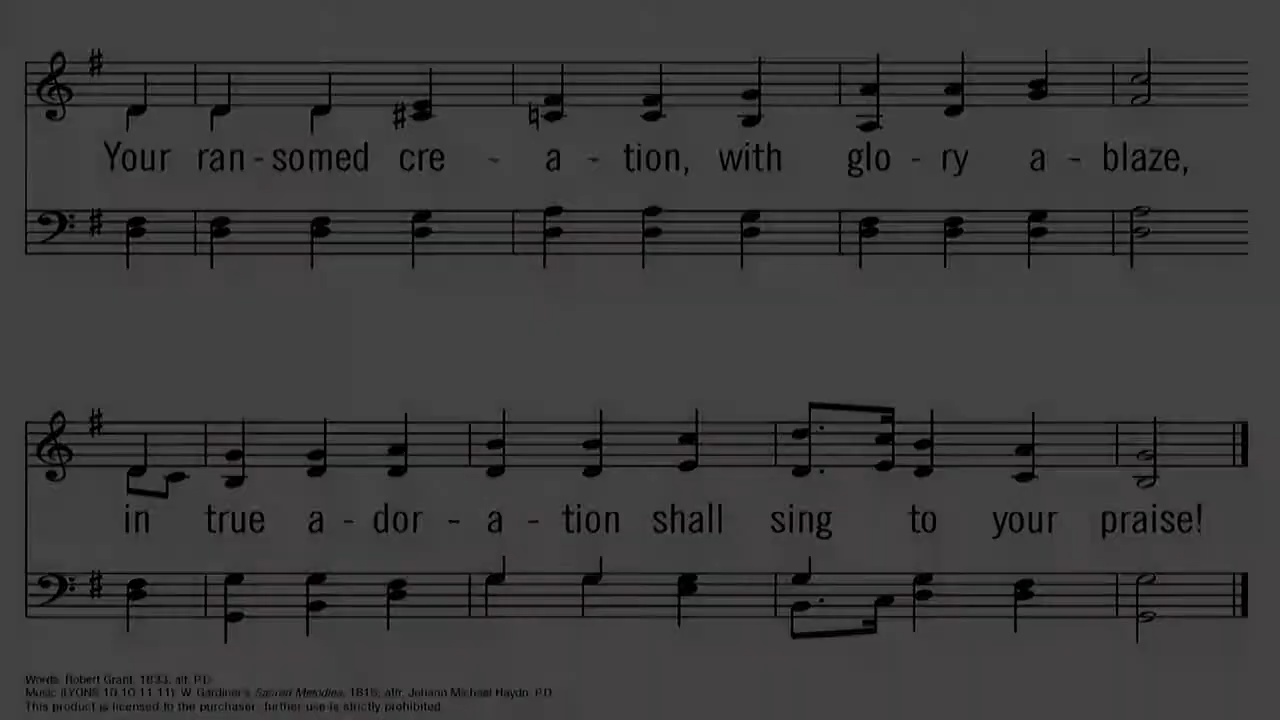 Your ran - somed cre - a - tion, with glo - ry a - blaze,
in true a - dor - a - tion shall sing to your praise!
Words: Robert Grant, 1833, alt. P.D.
Music (LYONS 10.10.11.11): W. Gardiner's Sacred Melodies, 1815; attr. Johann Michael Haydn, P.D.
This product is licensed to the purchaser; further use is strictly prohibited.